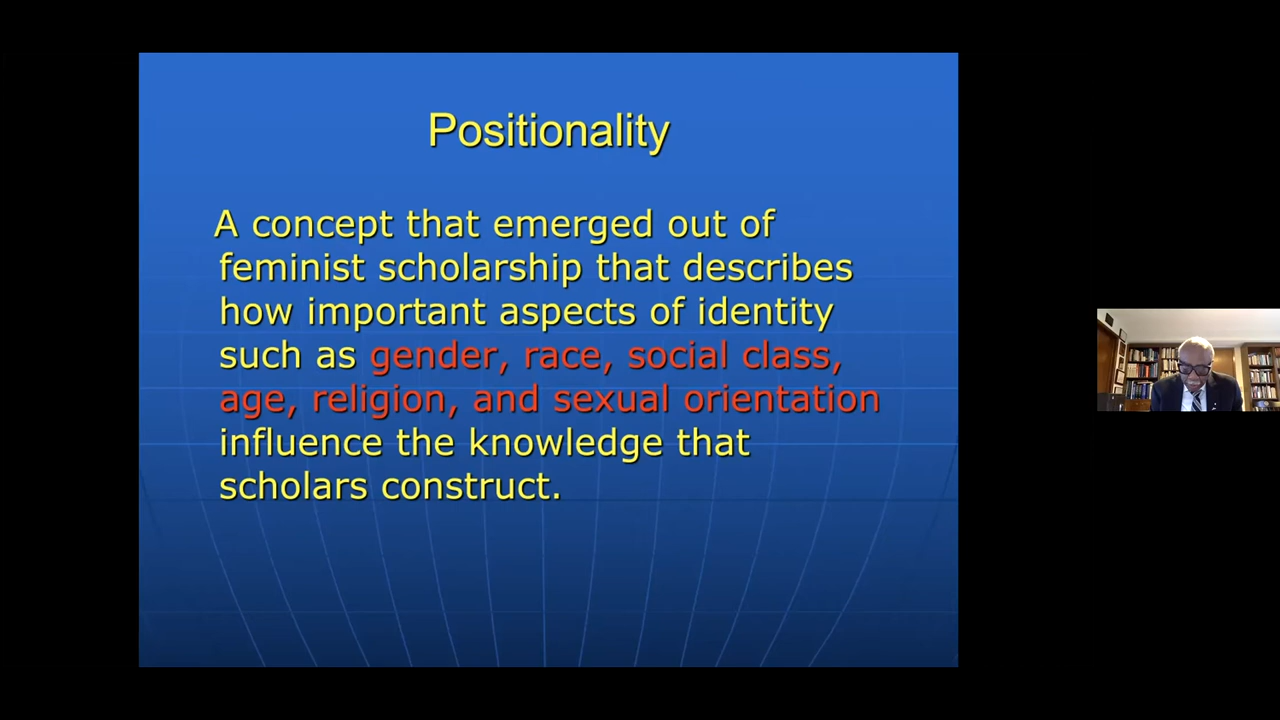 Positionality
A concept that emerged out of
feminist scholarship that describes
how important aspects of identity
such as gender, race, social class,
age, religion, and sexual orientation
influence the knowledge that
scholars construct.